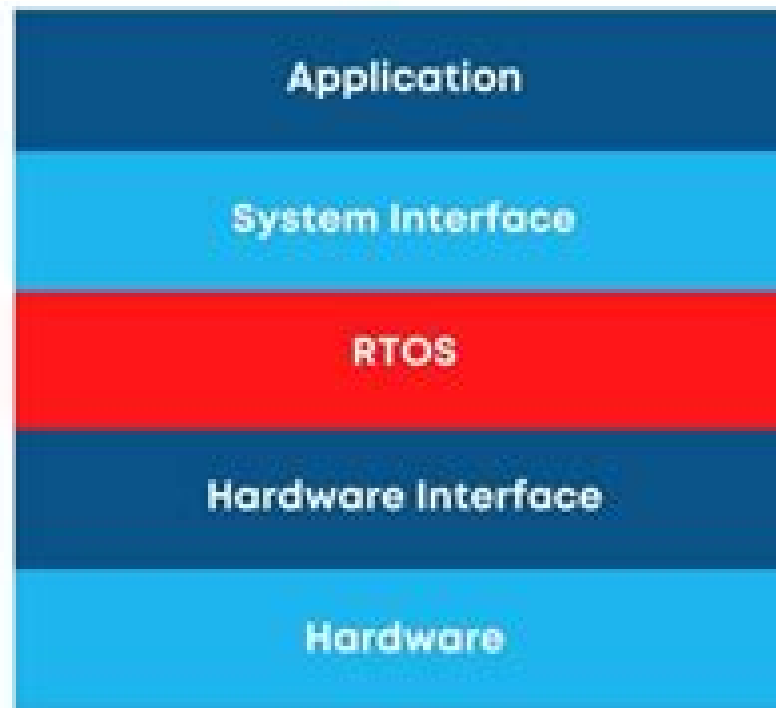 Application
System Interface
RTOS
Hardware Interface
Hardware